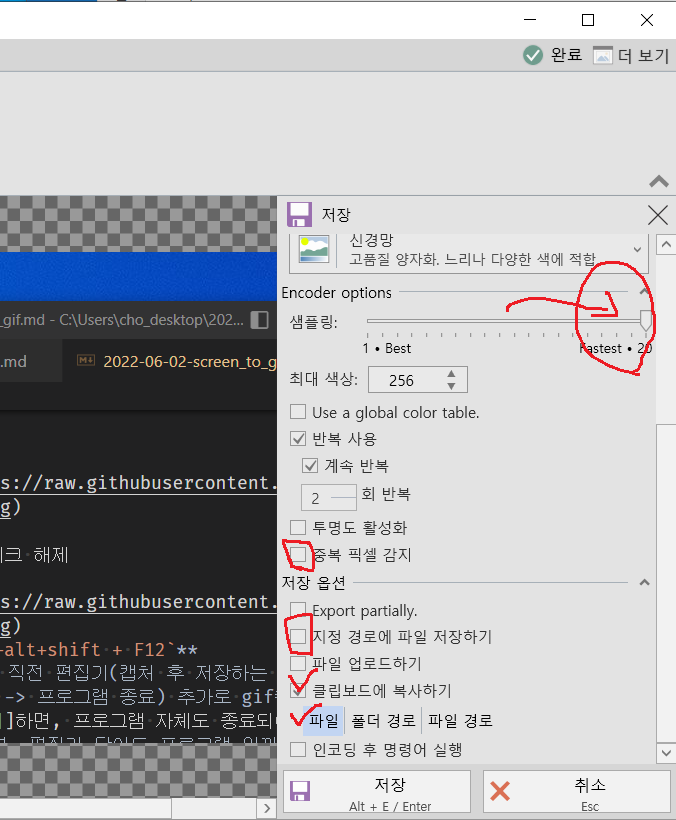 완료 더 보기
저장
신경망
고품질 양자화. 느리나 다양한 색에 적합
_gif.md - C:\Users\cho_desktop\202...
Encoder options
샘플링:
1 • Best Fastest • 20
.md 2022-06-02-screen_to_g
최대 색상: 256
Use a global color table.
반복 사용
계속 반복
2 회 반복
s://raw.githubusercontent.
g)
투명도 활성화
크 해제
중복 픽셀 감지
저장 옵션
s://raw.githubusercontent.
g)
Export partially.
alt+shift + F12`**
지정 경로에 파일 저장하기
직전 편집기(캡처 후 저장하는
파일 업로드하기
-> 프로그램 종료) 추가로 gif
클립보드에 복사하기
]하면, 프로그램 자체도 종료되
파일 폴더 경로 파일 경로
인코딩 후 명령어 실행
저장
Alt + E / Enter
취소
Esc